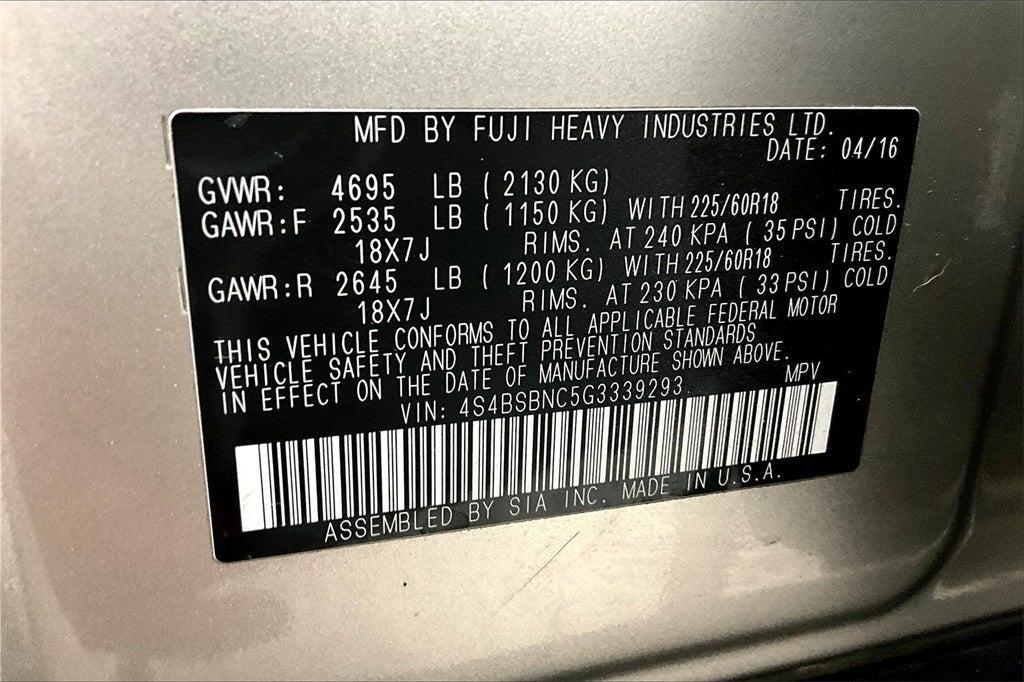 MFD BY FUJI HEAVY INDUSTRIES LTD.
DATE: 04/16
GVWR: 4695 LB ( 2130 KG)
GAWR:F 2535 LB ( 1150 KG) WITH 225/60R18 TIRES.
18X7J RIMS. AT 240 KPA ( 35 PSI) COLD
GAWR:R 2645 LB ( 1200 KG) WITH 225/60R18 TIRES.
18X7J RIMS. AT 230 KPA ( 33 PSI) COLD
THIS VEHICLE CONFORMS TO ALL APPLICABLE FEDERAL MOTOR
VEHICLE SAFETY AND THEFT PREVENTION STANDARDS
IN EFFECT ON THE DATE OF MANUFACTURE SHOWN ABOVE.
VIN: 4S4BSBNC5G3339293 MPV
ASSEMBLED BY SIA INC. MADE IN U.S.A.